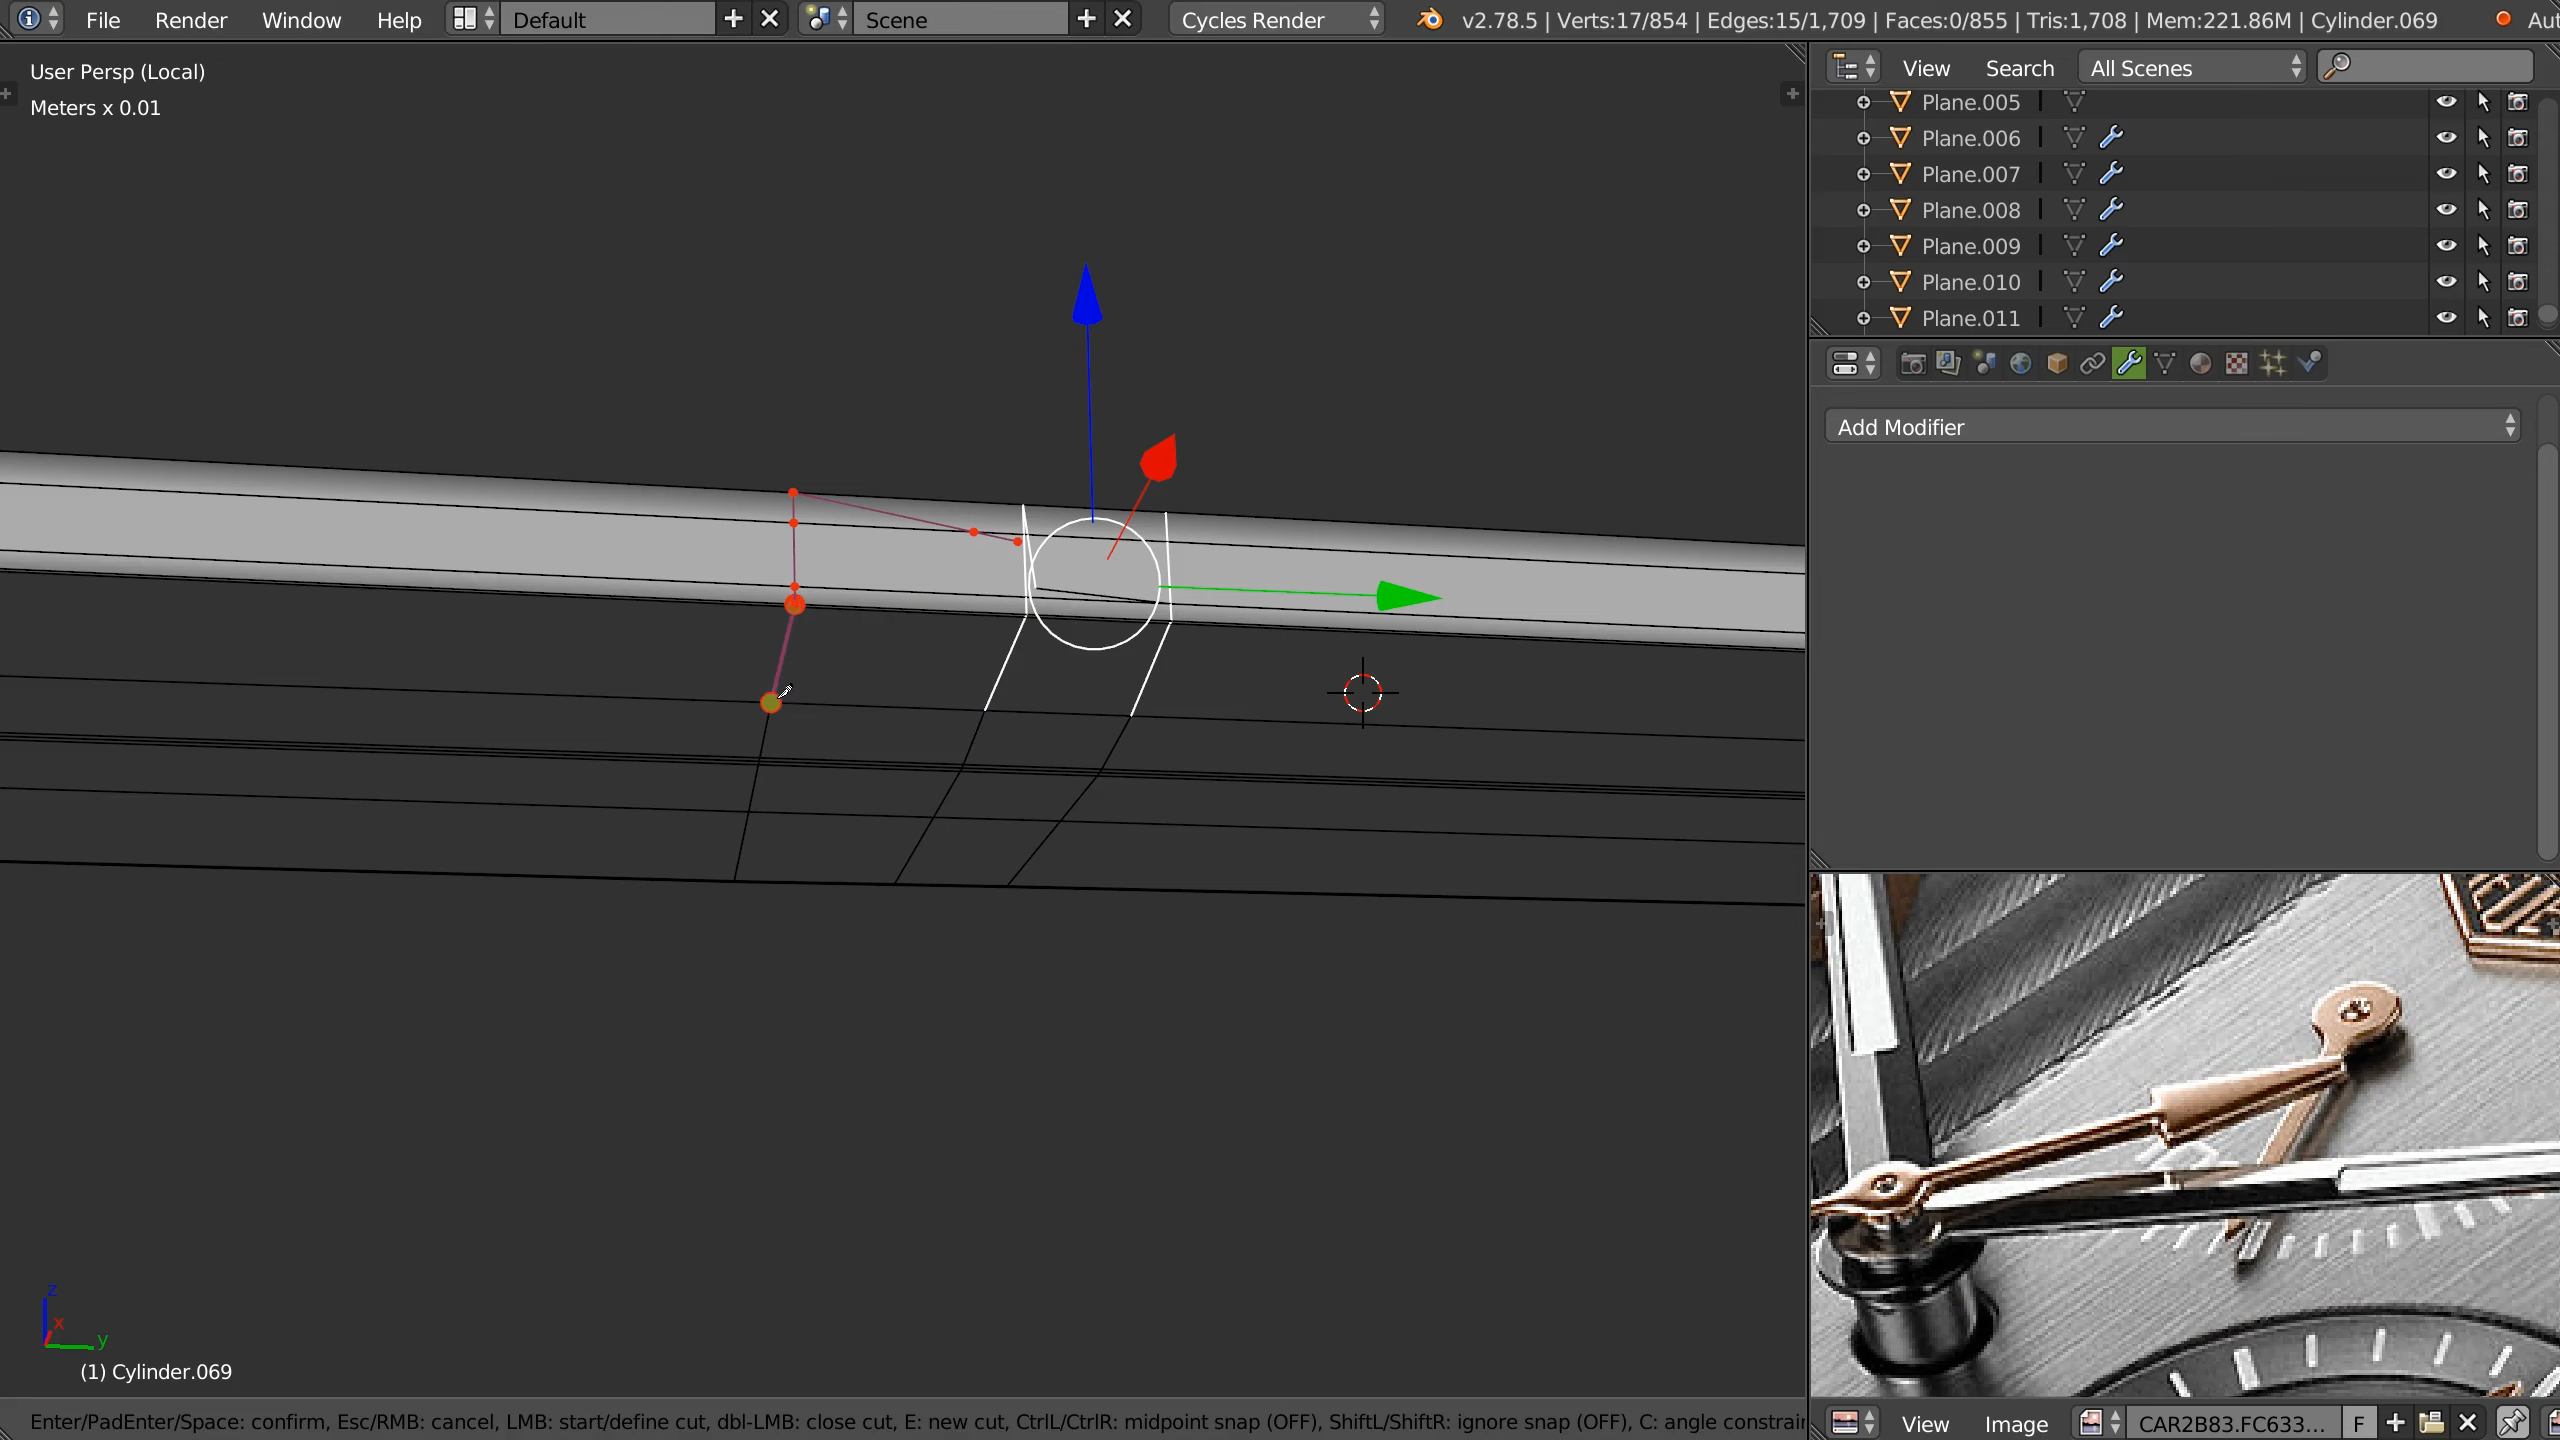 File Render Window Help Default Scene Cycles Render v2.78.5 | Verts:17/854 | Edges:15/1,709 | Faces:0/855 | Tris:1,708 | Mem:221.86M | Cylinder.069 Aut
User Persp (Local)
Meters x 0.01
View Search All Scenes
Plane.005
Plane.006
Plane.007
Plane.008
Plane.009
Plane.010
Plane.011
Add Modifier
z
x
y
(1) Cylinder.069
Enter/PadEnter/Space: confirm, Esc/RMB: cancel, LMB: start/define cut, dbl-LMB: close cut, E: new cut, CtrlL/CtrlR: midpoint snap (OFF), ShiftL/ShiftR: ignore snap (OFF), C: angle constrain
View Image CAR2B83.FC633... F